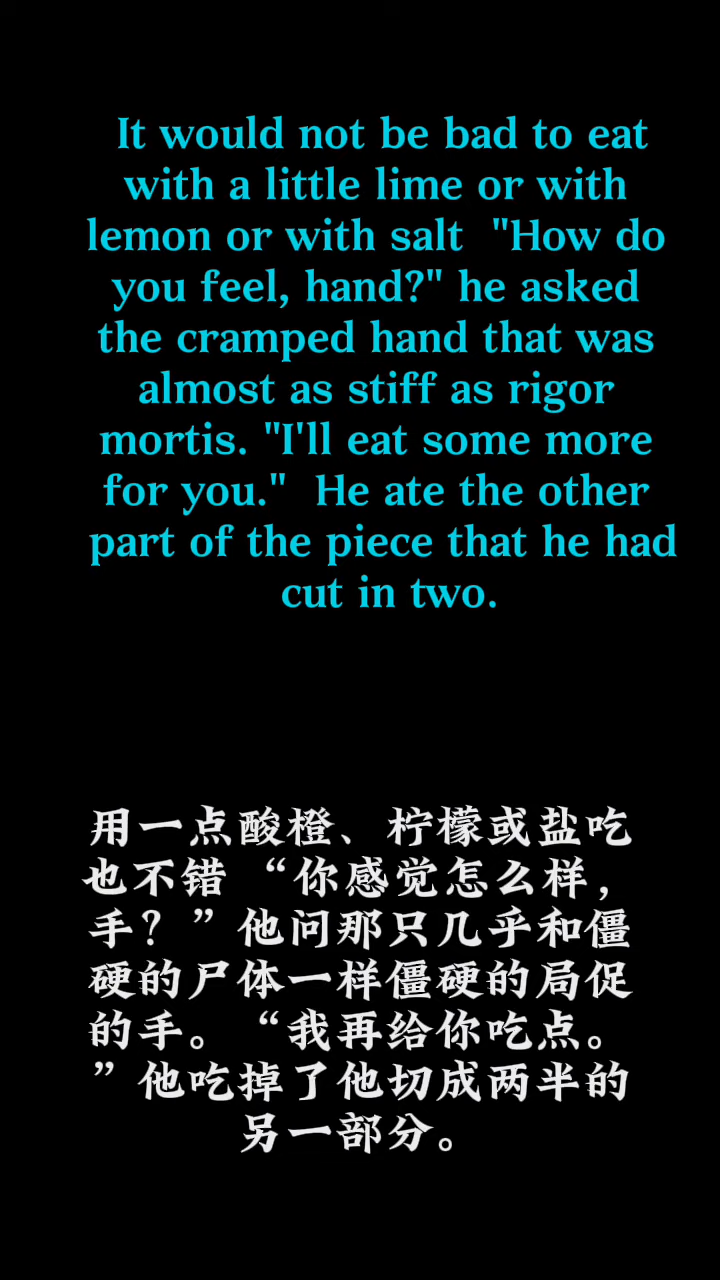 It would not be bad to eat
with a little lime or with
lemon or with salt  "How do
you feel, hand?" he asked
the cramped hand that was
almost as stiff as rigor
mortis. "I'll eat some more
for you."  He ate the other
part of the piece that he had
cut in two.
用一点酸橙、柠檬或盐吃
也不错 “你感觉怎么样，
手？”他问那只几乎和僵
硬的尸体一样僵硬的局促
的手。“我再给你吃点。
”他吃掉了他切成两半的
另一部分。